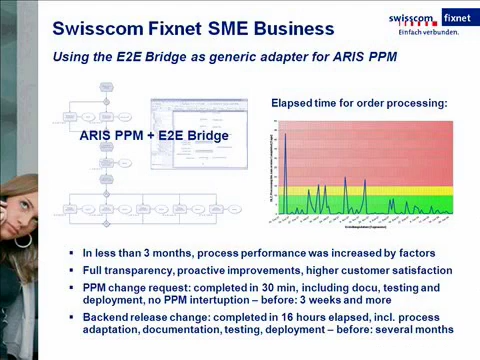 Swisscom Fixnet SME Business
swisscom fixnet
Einfach verbunden.
Using the E2E Bridge as generic adapter for ARIS PPM
Elapsed time for order processing:
ARIS PPM + E2E Bridge
In less than 3 months, process performance was increased by factors
Full transparency, proactive improvements, higher customer satisfaction
PPM change request: completed in 30 min, including docu, testing and
deployment, no PPM intertuption – before: 3 weeks and more
Backend release change: completed in 16 hours elapsed, incl. process
adaptation, documentation, testing, deployment – before: several months